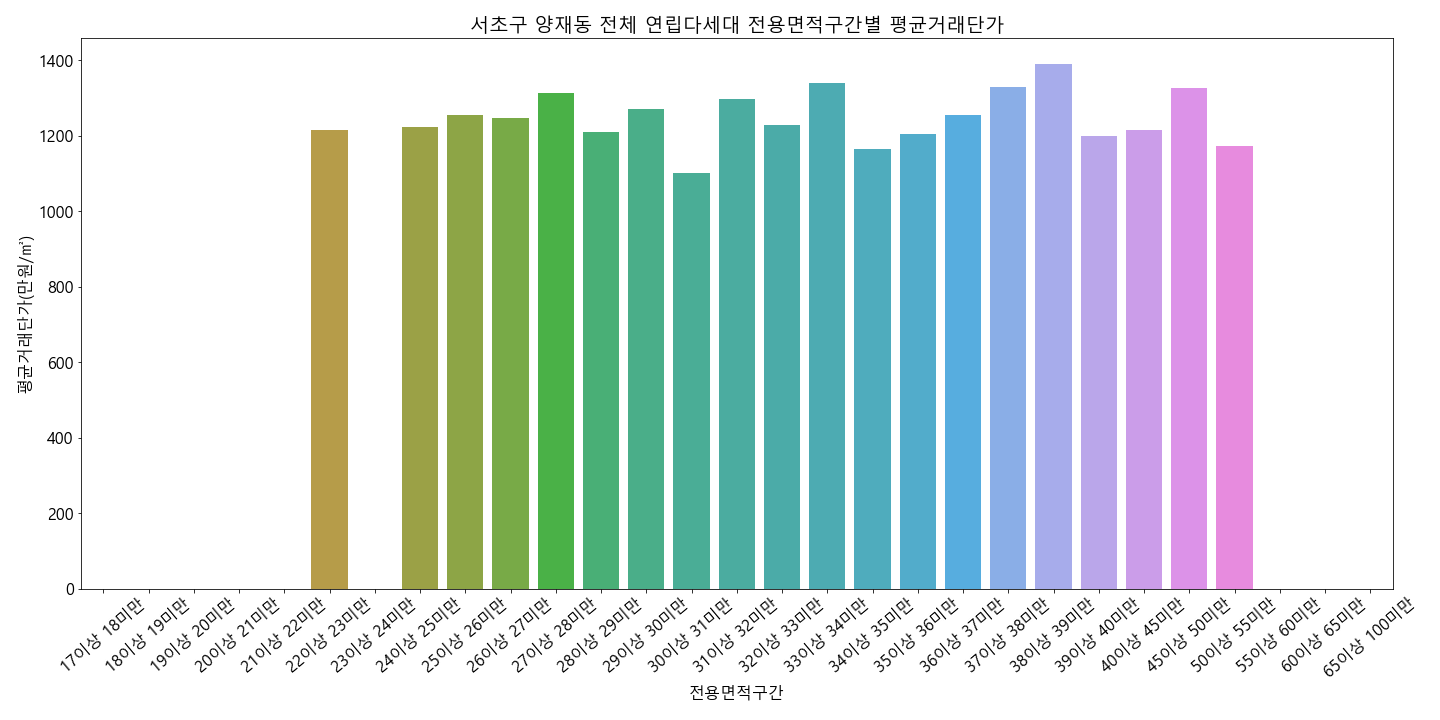 서초구 양재동 전체 연립다세대 전용면적구간별 평균거래단가
평균거래단가(만원/㎡)
1400
1200
1000
800
600
400
200
0
17이상 18미만
18이상 19미만
19이상 20미만
20이상 21미만
21이상 22미만
22이상 23미만
23이상 24미만
24이상 25미만
25이상 26미만
26이상 27미만
27이상 28미만
28이상 29미만
29이상 30미만
30이상 31미만
31이상 32미만
32이상 33미만
33이상 34미만
34이상 35미만
35이상 36미만
36이상 37미만
37이상 38미만
38이상 39미만
39이상 40미만
40이상 45미만
45이상 50미만
50이상 55미만
55이상 60미만
60이상 65미만
65이상 100미만
전용면적구간